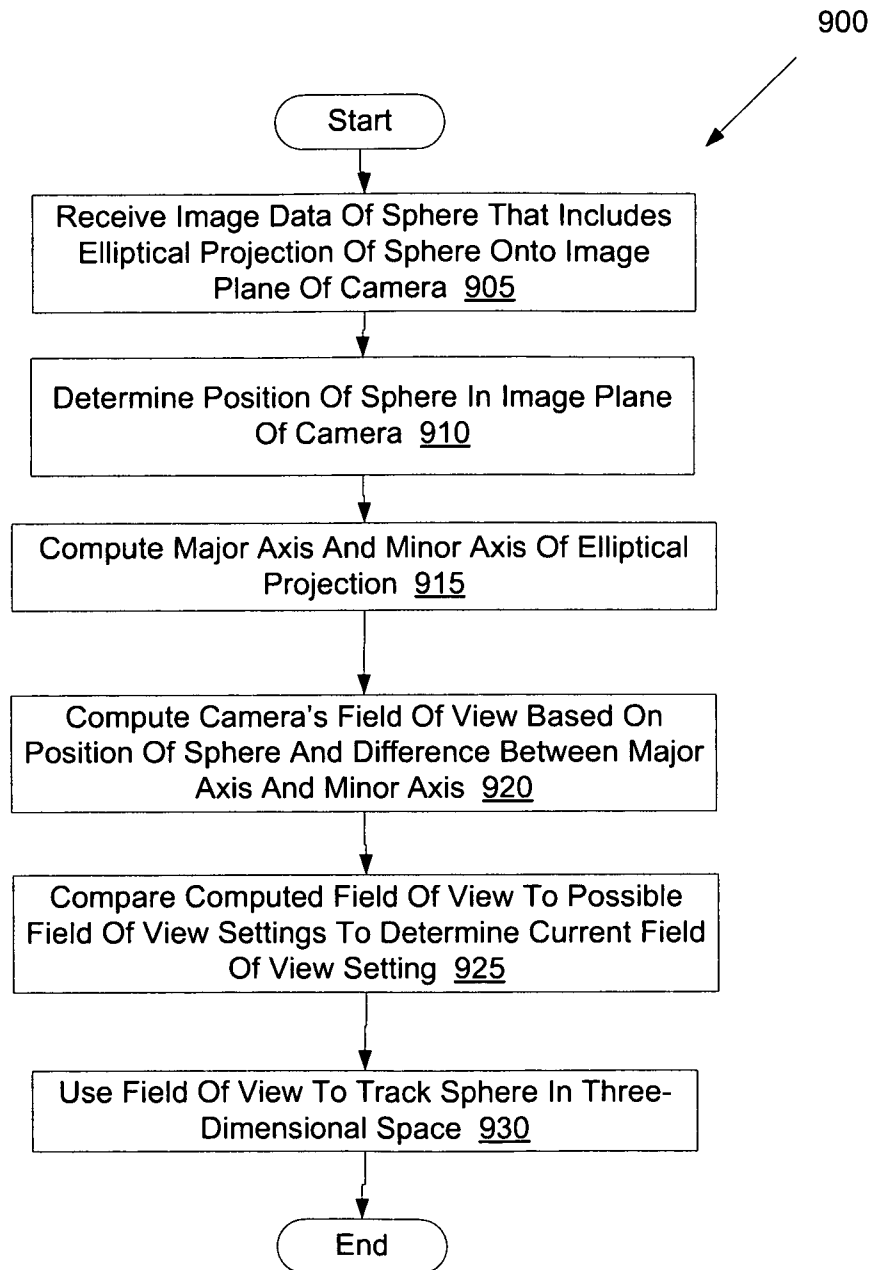 900
Start
Receive Image Data Of Sphere That Includes
Elliptical Projection Of Sphere Onto Image
Plane Of Camera 905
Determine Position Of Sphere In Image Plane
Of Camera 910
Compute Major Axis And Minor Axis Of Elliptical
Projection 915
Compute Camera's Field Of View Based On
Position Of Sphere And Difference Between Major
Axis And Minor Axis 920
Compare Computed Field Of View To Possible
Field Of View Settings To Determine Current Field
Of View Setting 925
Use Field Of View To Track Sphere In Three-
Dimensional Space 930
End